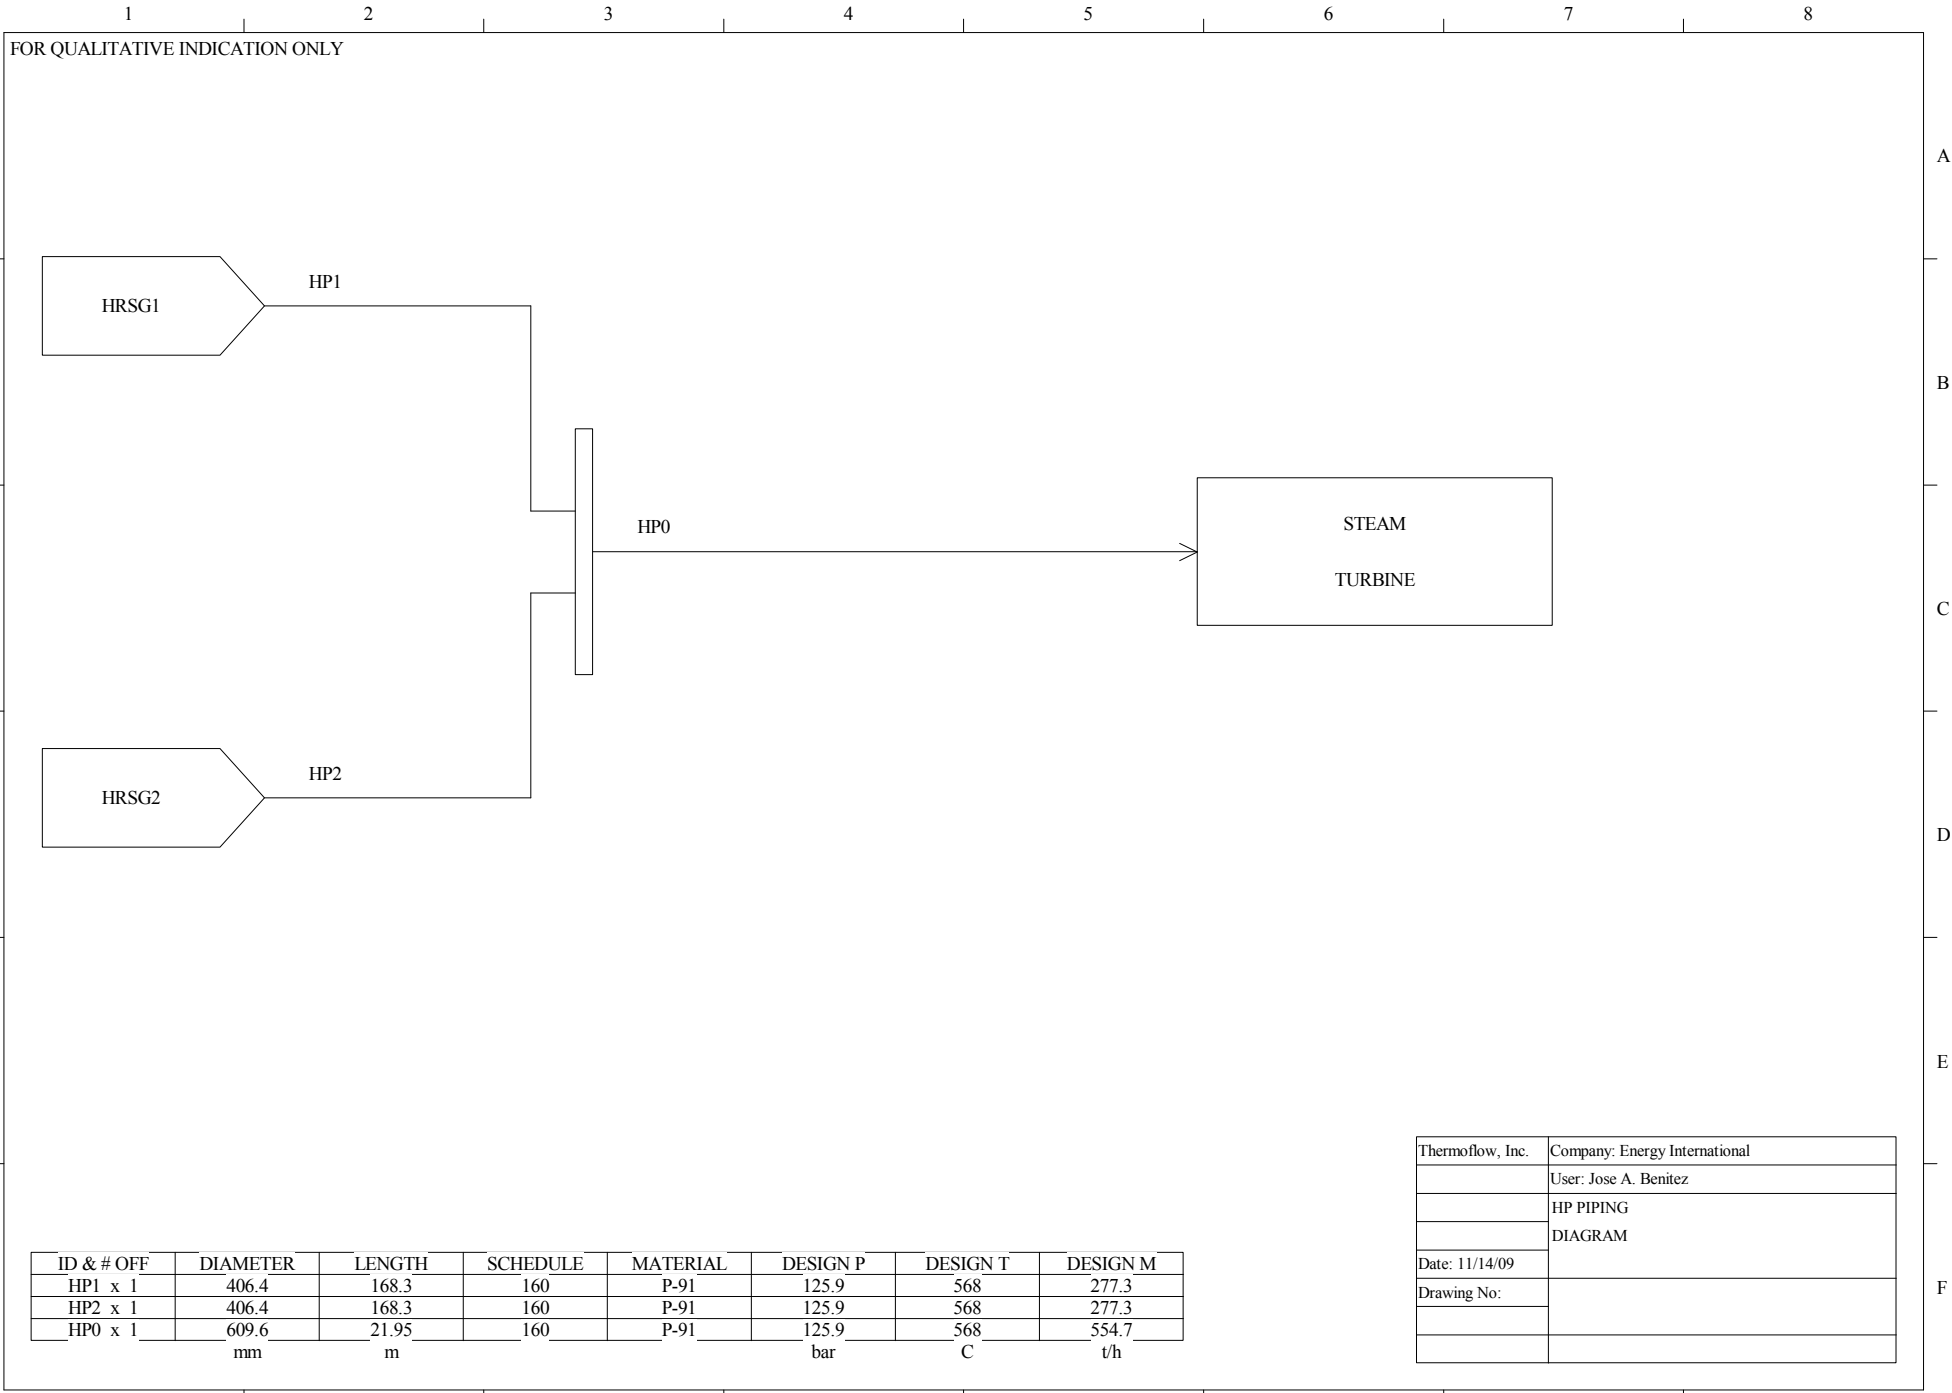 1 2 3 4 5 6 7 8
FOR QUALITATIVE INDICATION ONLY
A
HP1
HRSG1
B
HP0
STEAM
TURBINE
C
HP2
HRSG2
D
E
Thermoflow, Inc. Company: Energy International
User: Jose A. Benitez
HP PIPING
DIAGRAM
Date: 11/14/09
Drawing No:
F
ID & # OFF DIAMETER LENGTH SCHEDULE MATERIAL DESIGN P DESIGN T DESIGN M
HP1 x 1 406.4 168.3 160 P-91 125.9 568 277.3
HP2 x 1 406.4 168.3 160 P-91 125.9 568 277.3
HP0 x 1 609.6 21.95 160 P-91 125.9 568 554.7
mm m bar C t/h